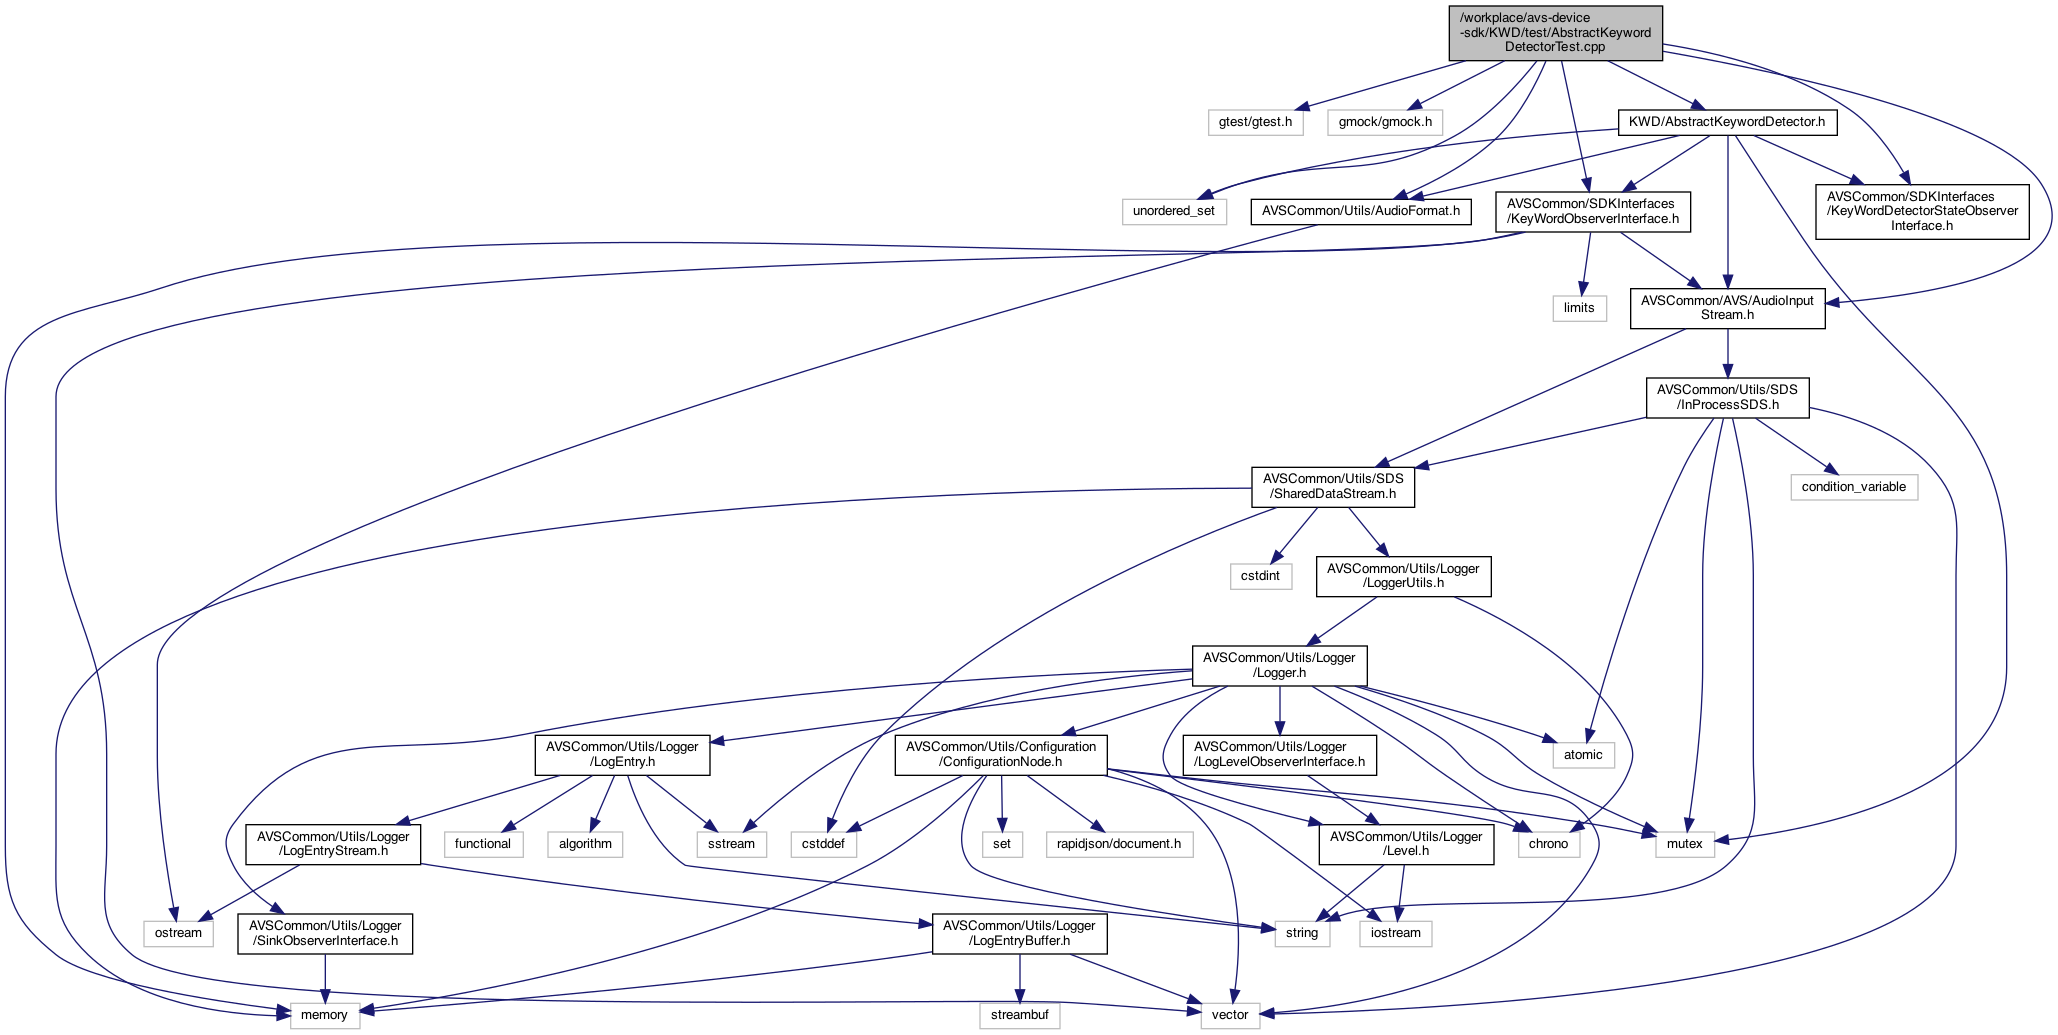 /workplace/avs-device
-sdk/KWD/test/AbstractKeyword
DetectorTest.cpp
gtest/gtest.h
gmock/gmock.h
KWD/AbstractKeywordDetector.h
unordered_set
AVSCommon/Utils/AudioFormat.h
AVSCommon/SDKInterfaces
/KeyWordObserverInterface.h
AVSCommon/SDKInterfaces
/KeyWordDetectorStateObserver
Interface.h
limits
AVSCommon/AVS/AudioInput
Stream.h
AVSCommon/Utils/SDS
/InProcessSDS.h
AVSCommon/Utils/SDS
/SharedDataStream.h
condition_variable
cstdint
AVSCommon/Utils/Logger
/LoggerUtils.h
AVSCommon/Utils/Logger
/Logger.h
AVSCommon/Utils/Logger
/LogEntry.h
AVSCommon/Utils/Configuration
/ConfigurationNode.h
AVSCommon/Utils/Logger
/LogLevelObserverInterface.h
atomic
AVSCommon/Utils/Logger
/LogEntryStream.h
functional
algorithm
sstream
cstddef
set
rapidjson/document.h
AVSCommon/Utils/Logger
/Level.h
chrono
mutex
ostream
AVSCommon/Utils/Logger
/SinkObserverInterface.h
AVSCommon/Utils/Logger
/LogEntryBuffer.h
string
iostream
memory
streambuf
vector